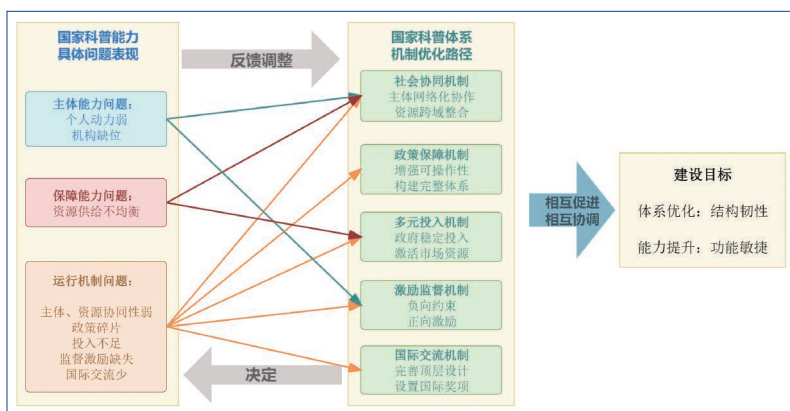 国家科普能力
具体问题表现
主体能力问题：
个人动力弱
机构缺位
保障能力问题：
资源供给不均衡
运行机制问题：
主体、资源协同性弱
政策碎片
投入不足
监督激励缺失
国际交流少
反馈调整
决定
国家科普体系
机制优化路径
社会协同机制
主体网络化协作
资源跨域整合
政策保障机制
增强可操作性
构建完整体系
多元投入机制
政府稳定投入
激活市场资源
激励监督机制
负向约束
正向激励
国际交流机制
完善顶层设计
设置国际奖项
相互促进
相互协调
建设目标
体系优化：结构韧性
能力提升：功能敏捷